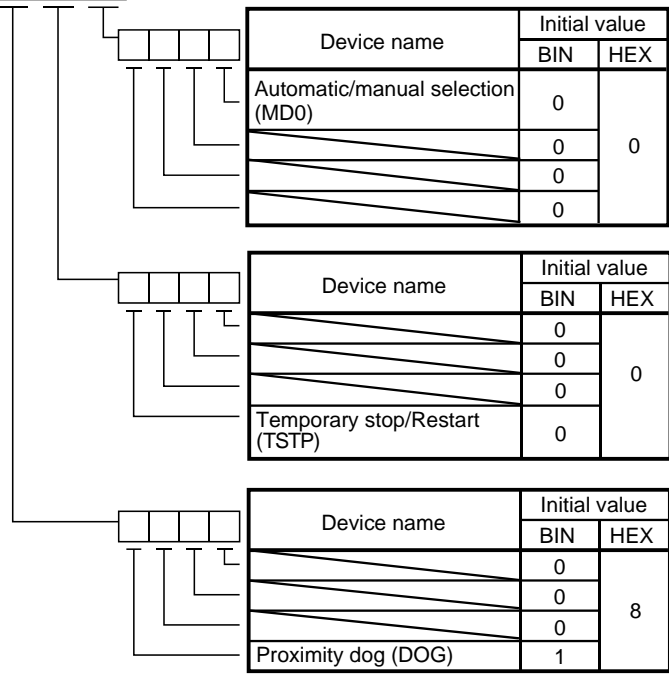 Device name
Initial value
BIN HEX
Automatic/manual selection
(MD0)
0
0
0
0
0
Device name
Initial value
BIN HEX
0
0
0
0
Temporary stop/Restart
(TSTP)
0
Device name
Initial value
BIN HEX
0
0
0
8
Proximity dog (DOG) 1